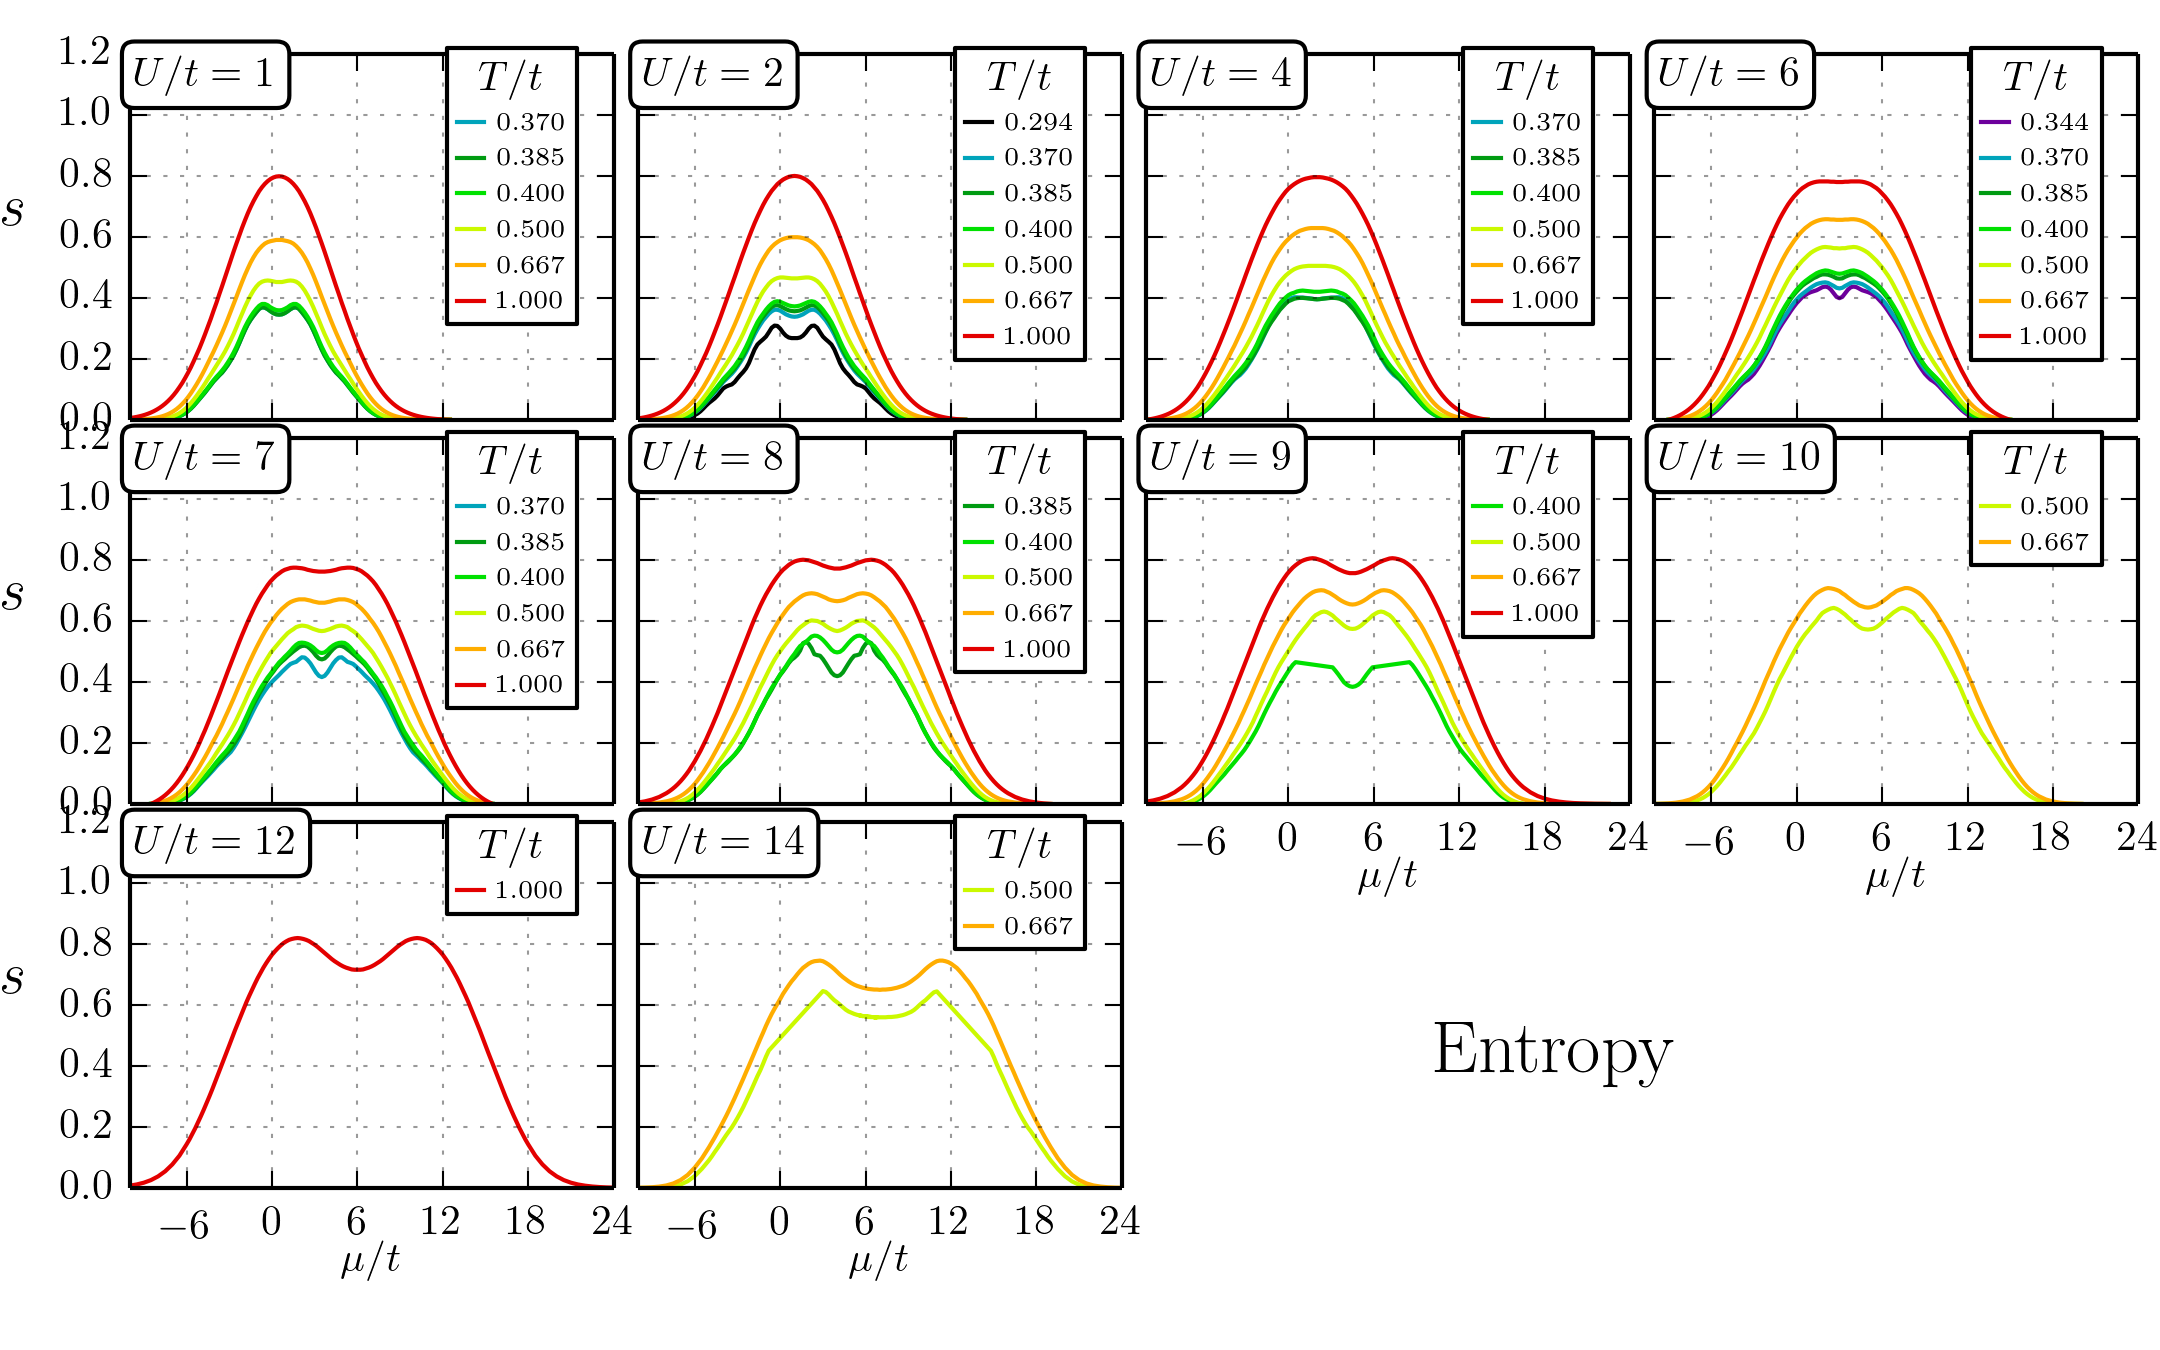 U/t = 1
T/t
0.370
0.385
0.400
0.500
0.667
1.000
1.2
1.0
0.8
0.6
0.4
0.2
0.0
s
U/t = 2
T/t
0.294
0.370
0.385
0.400
0.500
0.667
1.000
U/t = 4
T/t
0.370
0.385
0.400
0.500
0.667
1.000
U/t = 6
T/t
0.344
0.370
0.385
0.400
0.500
0.667
1.000
U/t = 7
T/t
0.370
0.385
0.400
0.500
0.667
1.000
1.2
1.0
0.8
0.6
0.4
0.2
0.0
s
U/t = 8
T/t
0.385
0.400
0.500
0.667
1.000
U/t = 9
T/t
0.400
0.500
0.667
1.000
−6 0 6 12 18 24
μ/t
U/t = 10
T/t
0.500
0.667
−6 0 6 12 18 24
μ/t
U/t = 12
T/t
1.000
1.2
1.0
0.8
0.6
0.4
0.2
0.0
s
−6 0 6 12 18 24
μ/t
U/t = 14
T/t
0.500
0.667
−6 0 6 12 18 24
μ/t
Entropy